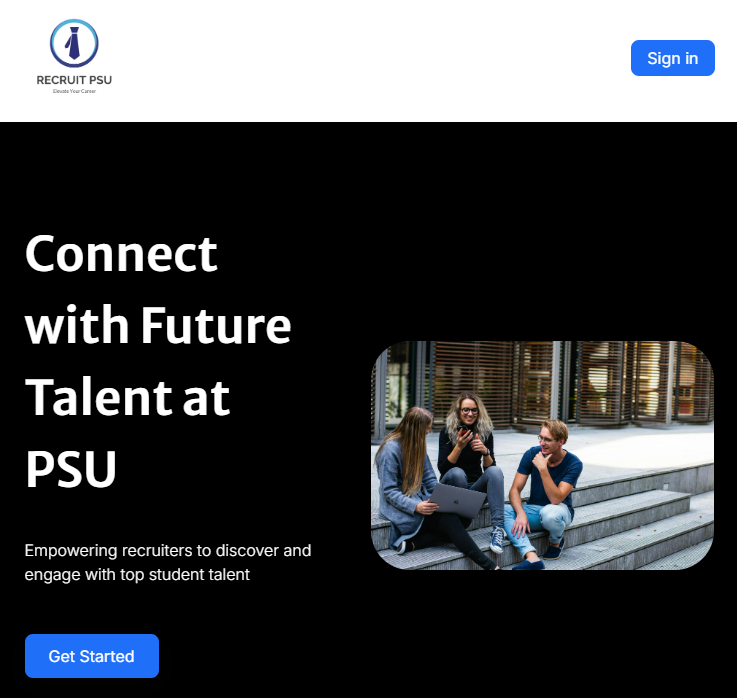 RECRUIT PSU
Elevate Your Career
Sign in
Connect
with Future
Talent at
PSU
Empowering recruiters to discover and
engage with top student talent
Get Started